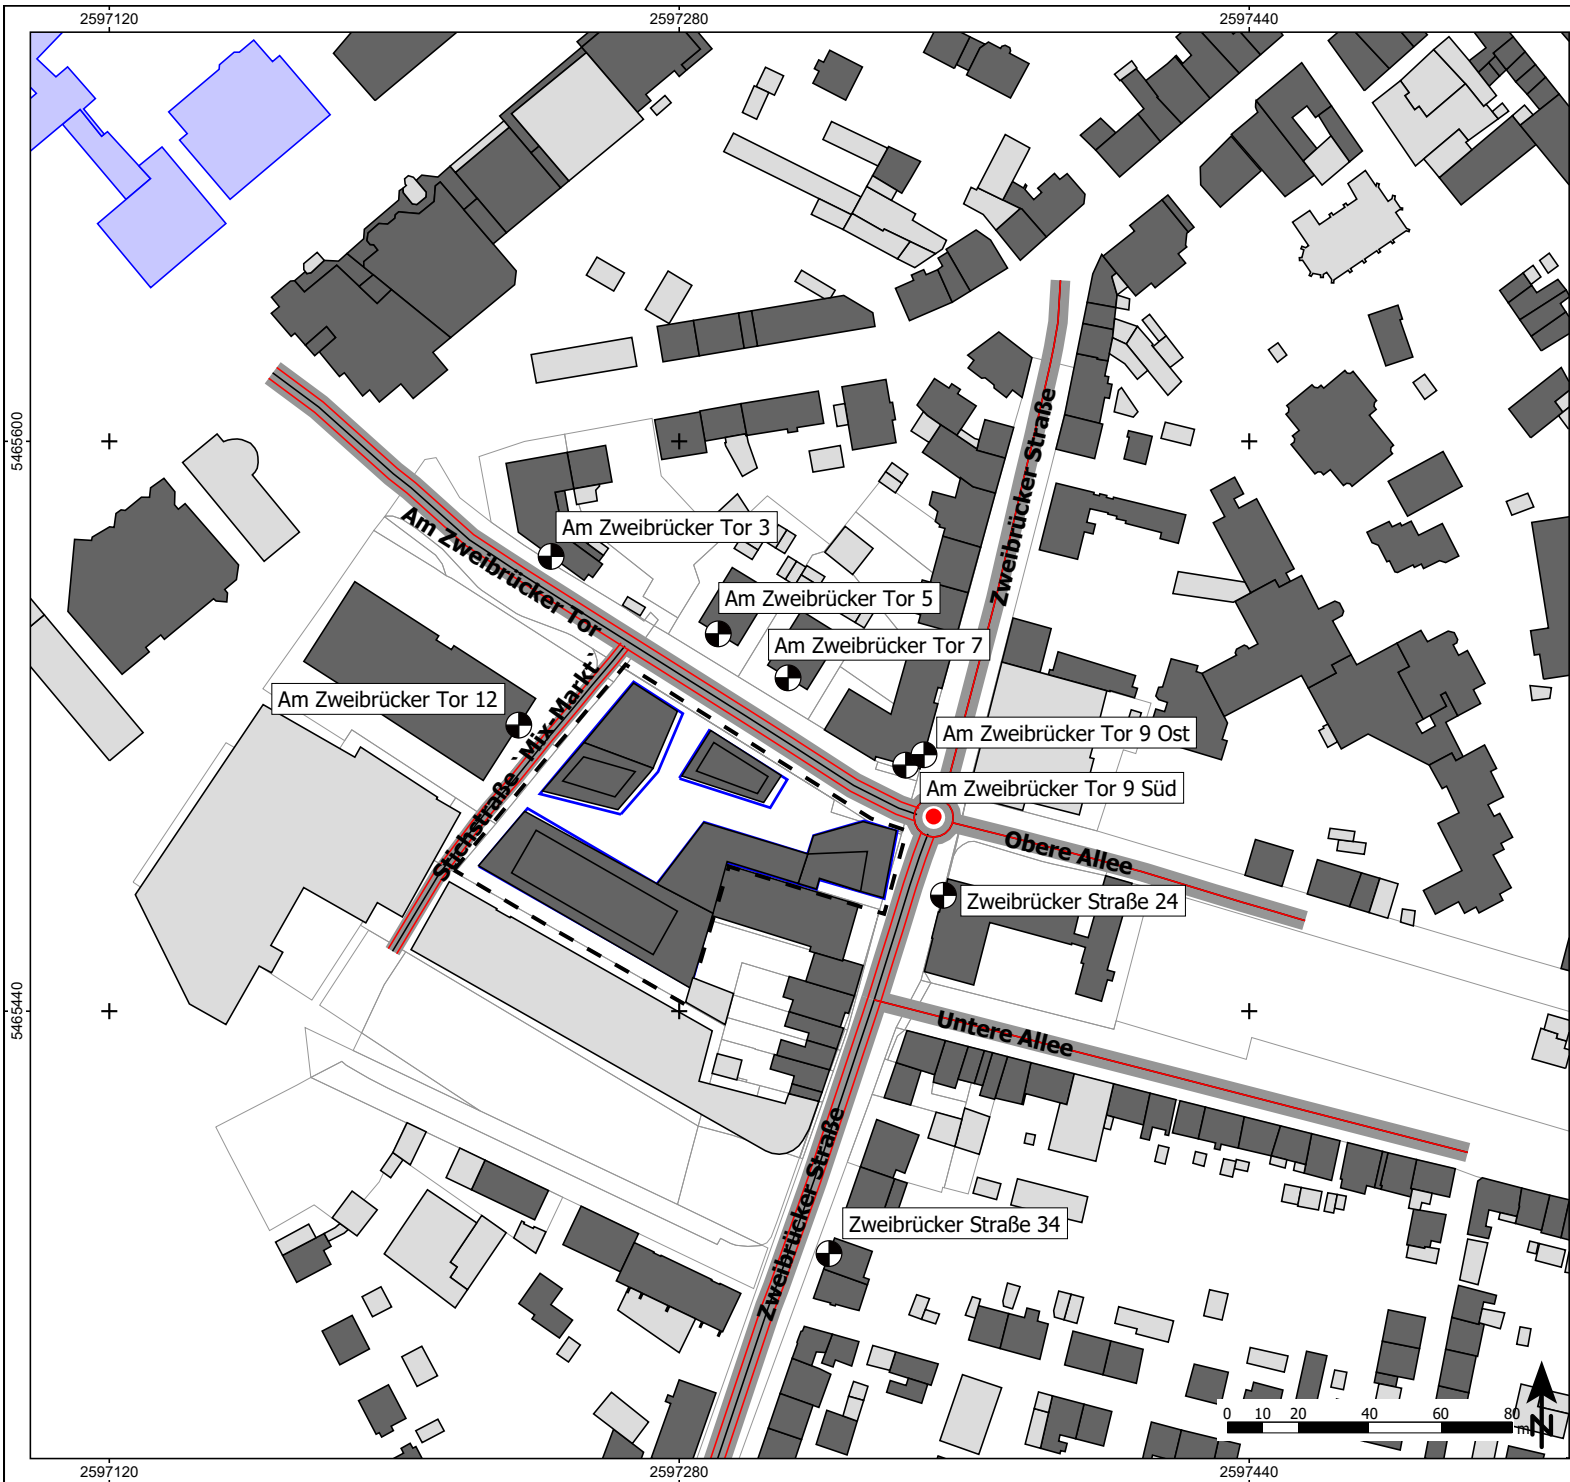 2597120
2597280
2597440
5465600
Zweibrücker Straße
Am Zweibrücker Tor
Am Zweibrücker Tor 3
Am Zweibrücker Tor 5
Am Zweibrücker Tor 7
Am Zweibrücker Tor 12
Stichstraße `Mix-Markt`
Am Zweibrücker Tor 9 Ost
Am Zweibrücker Tor 9 Süd
Obere Allee
Zweibrücker Straße 24
5465440
Untere Allee
Zweibrücker Straße
Zweibrücker Straße 34
0 10 20 40 60 80
m
N
2597120
2597280
2597440